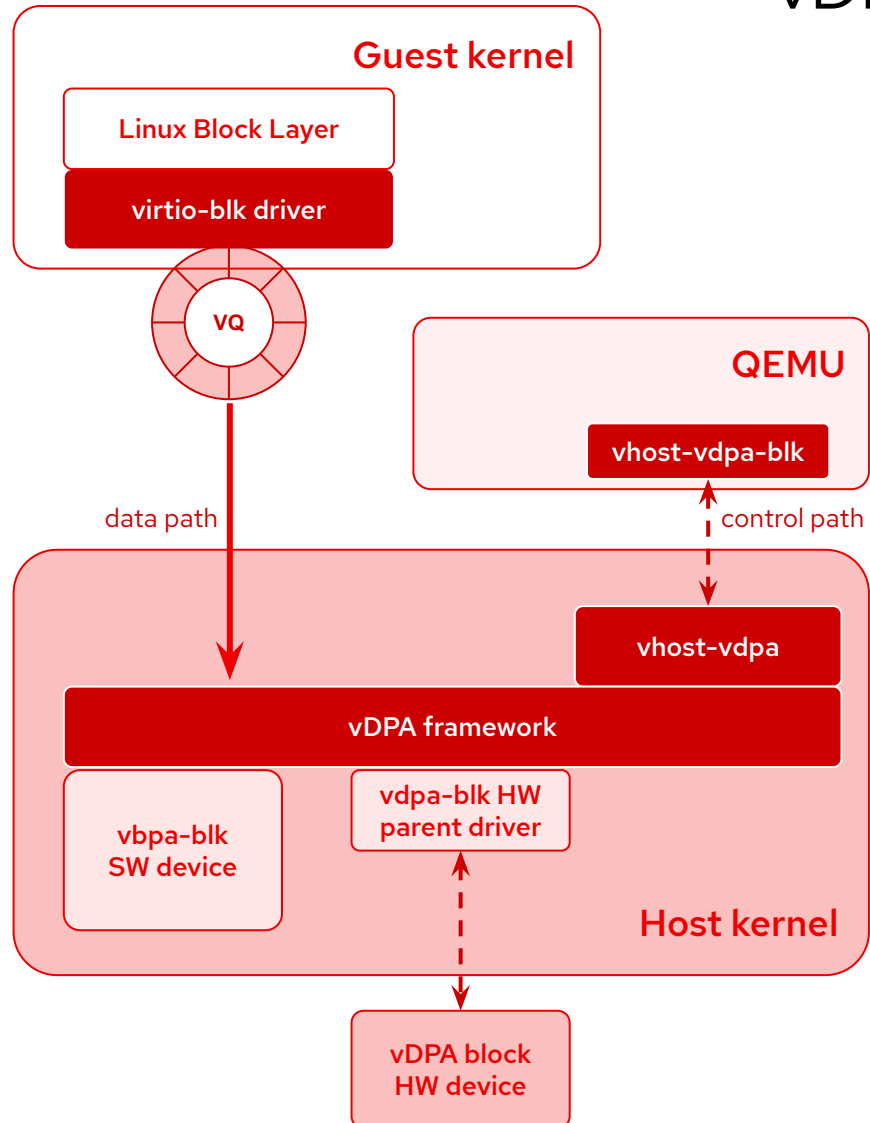 Guest kernel
Linux Block Layer
virtio-blk driver
VQ
QEMU
vhost-vdpa-blk
data path
control path
vhost-vdpa
vDPA framework
vbpa-blk
SW device
vdpa-blk HW
parent driver
Host kernel
vDPA block
HW device